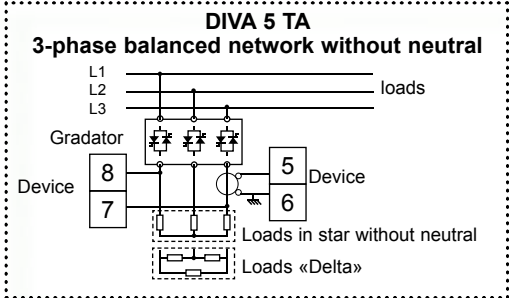 DIVA 5 TA
3-phase balanced network without neutral
L1
L2
loads
L3
Gradator
8
5
Device
Device
7
6
Loads in star without neutral
Loads «Delta»